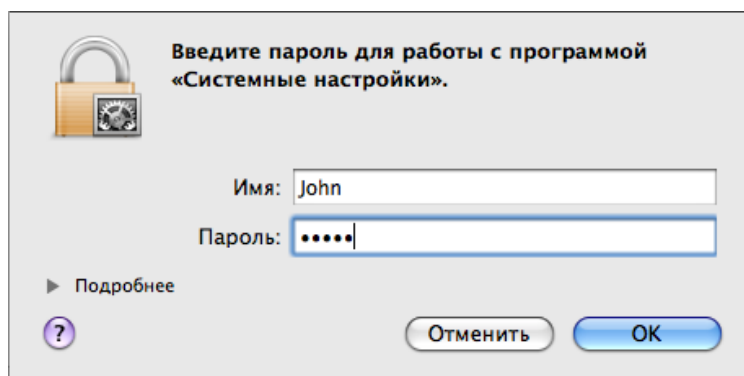 Введите пароль для работы с программой
«Системные настройки».
Имя: John
Пароль: •••••
Подробнее
? Отменить OK